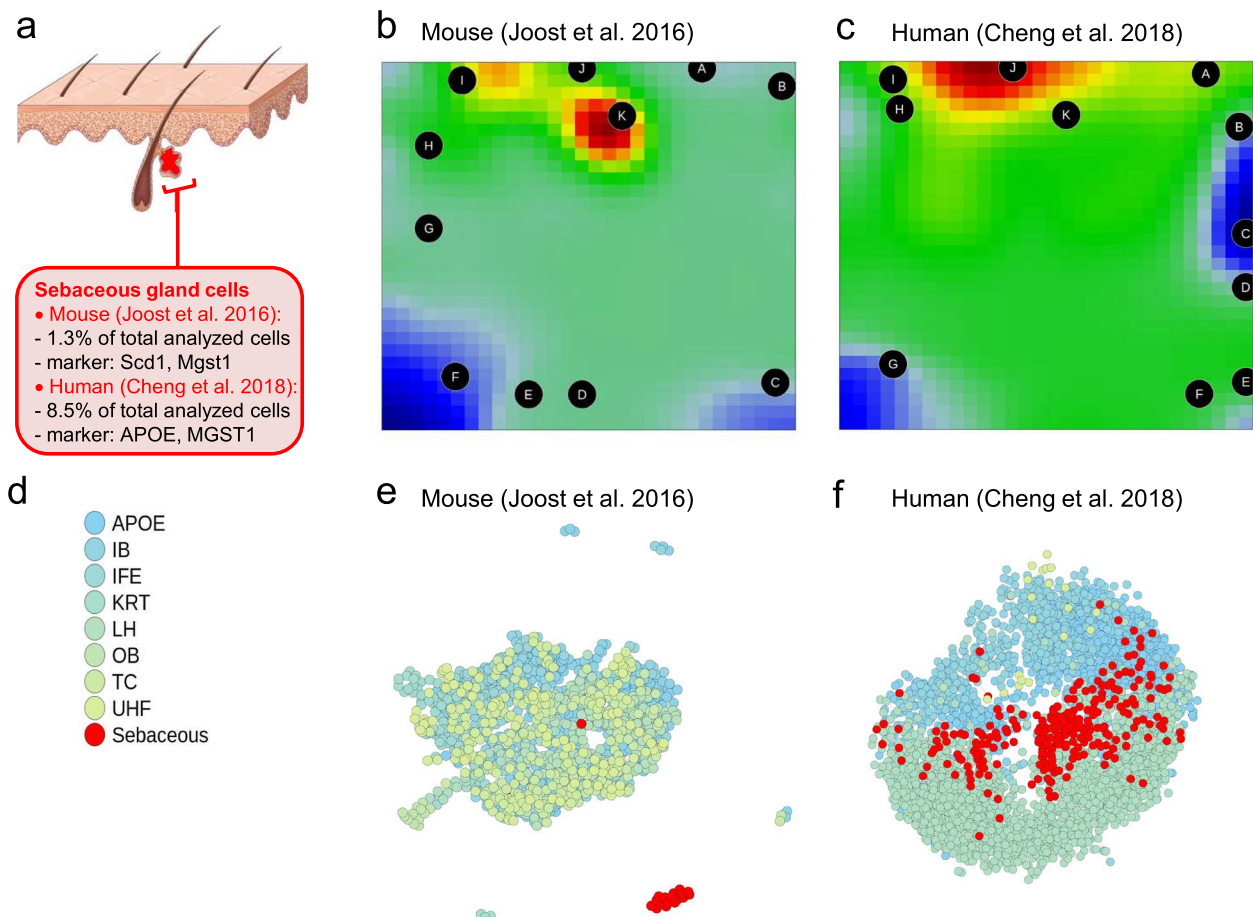 a
b Mouse (Joost et al. 2016)
c Human (Cheng et al. 2018)
Sebaceous gland cells
• Mouse (Joost et al. 2016):
- 1.3% of total analyzed cells
- marker: Scd1, Mgst1
• Human (Cheng et al. 2018):
- 8.5% of total analyzed cells
- marker: APOE, MGST1
I
J
A
B
K
H
G
F
E
D
C
I
J
A
H
K
B
C
D
G
F
E
d
APOE
IB
IFE
KRT
LH
OB
TC
UHF
Sebaceous
e Mouse (Joost et al. 2016)
f Human (Cheng et al. 2018)